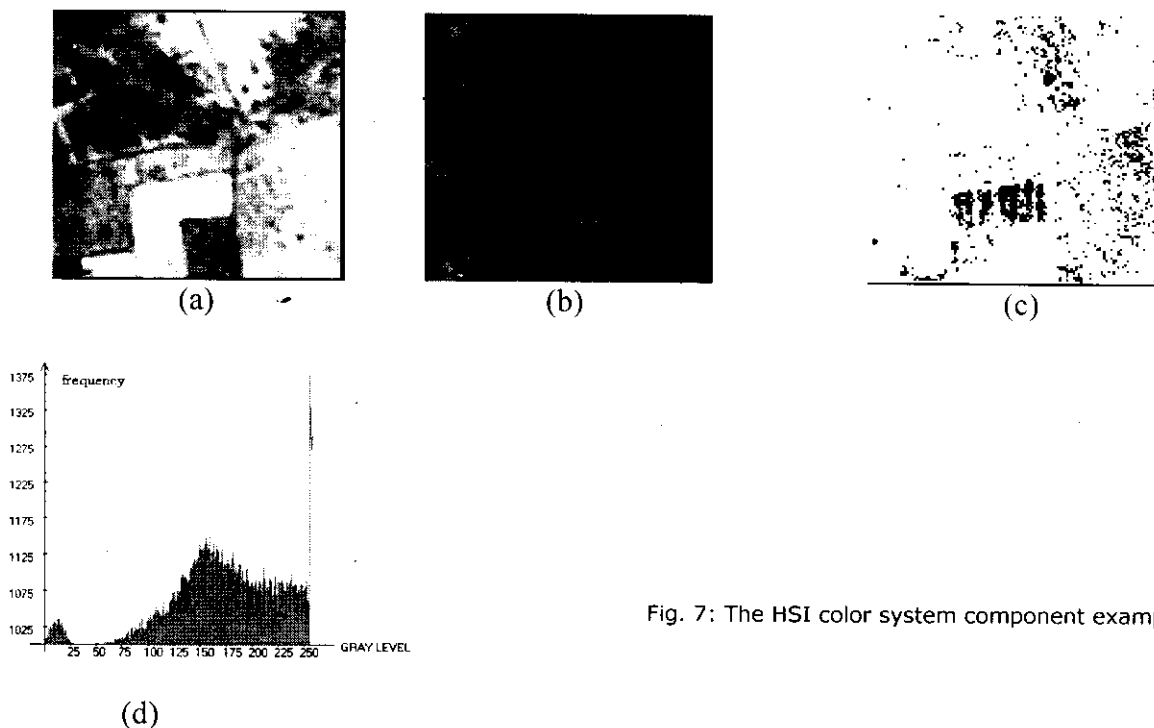 (a)
(b)
(c)
1375
frequency
1325
1275
1225
1175
1125
1075
1025
25 50 75 100 125 150 175 200 225 250
GRAY LEVEL
Fig. 7: The HSI color system component examp
(d)